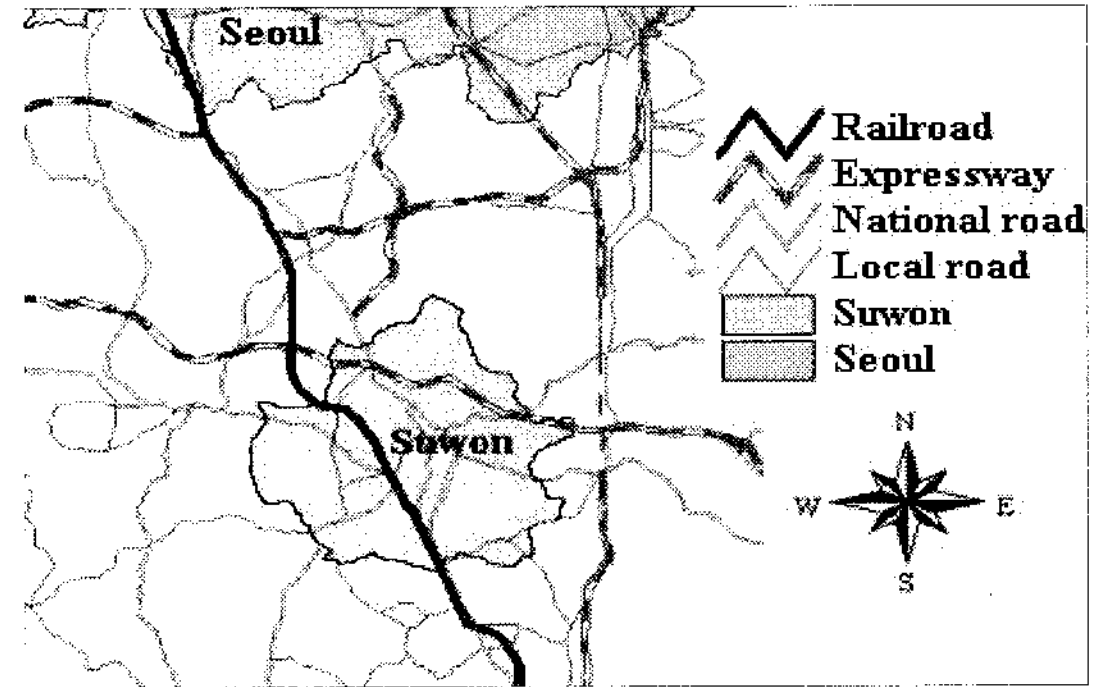 Seoul
Railroad
Expressway
National road
Local road
Suwon
Seoul
Suwon
N
W
E
S